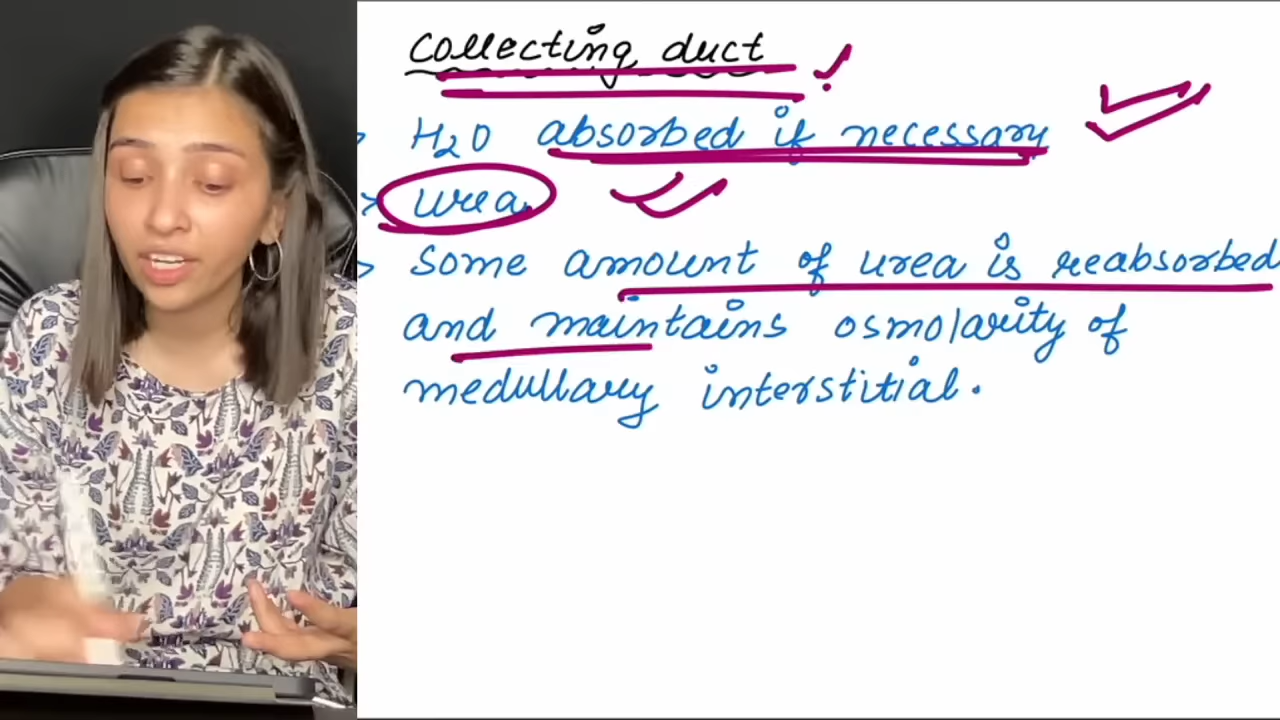 Collecting duct
H2O absorbed if necessary
Urea
Some amount of urea is reabsorbed
and maintains osmolarity of
medullary interstitial.